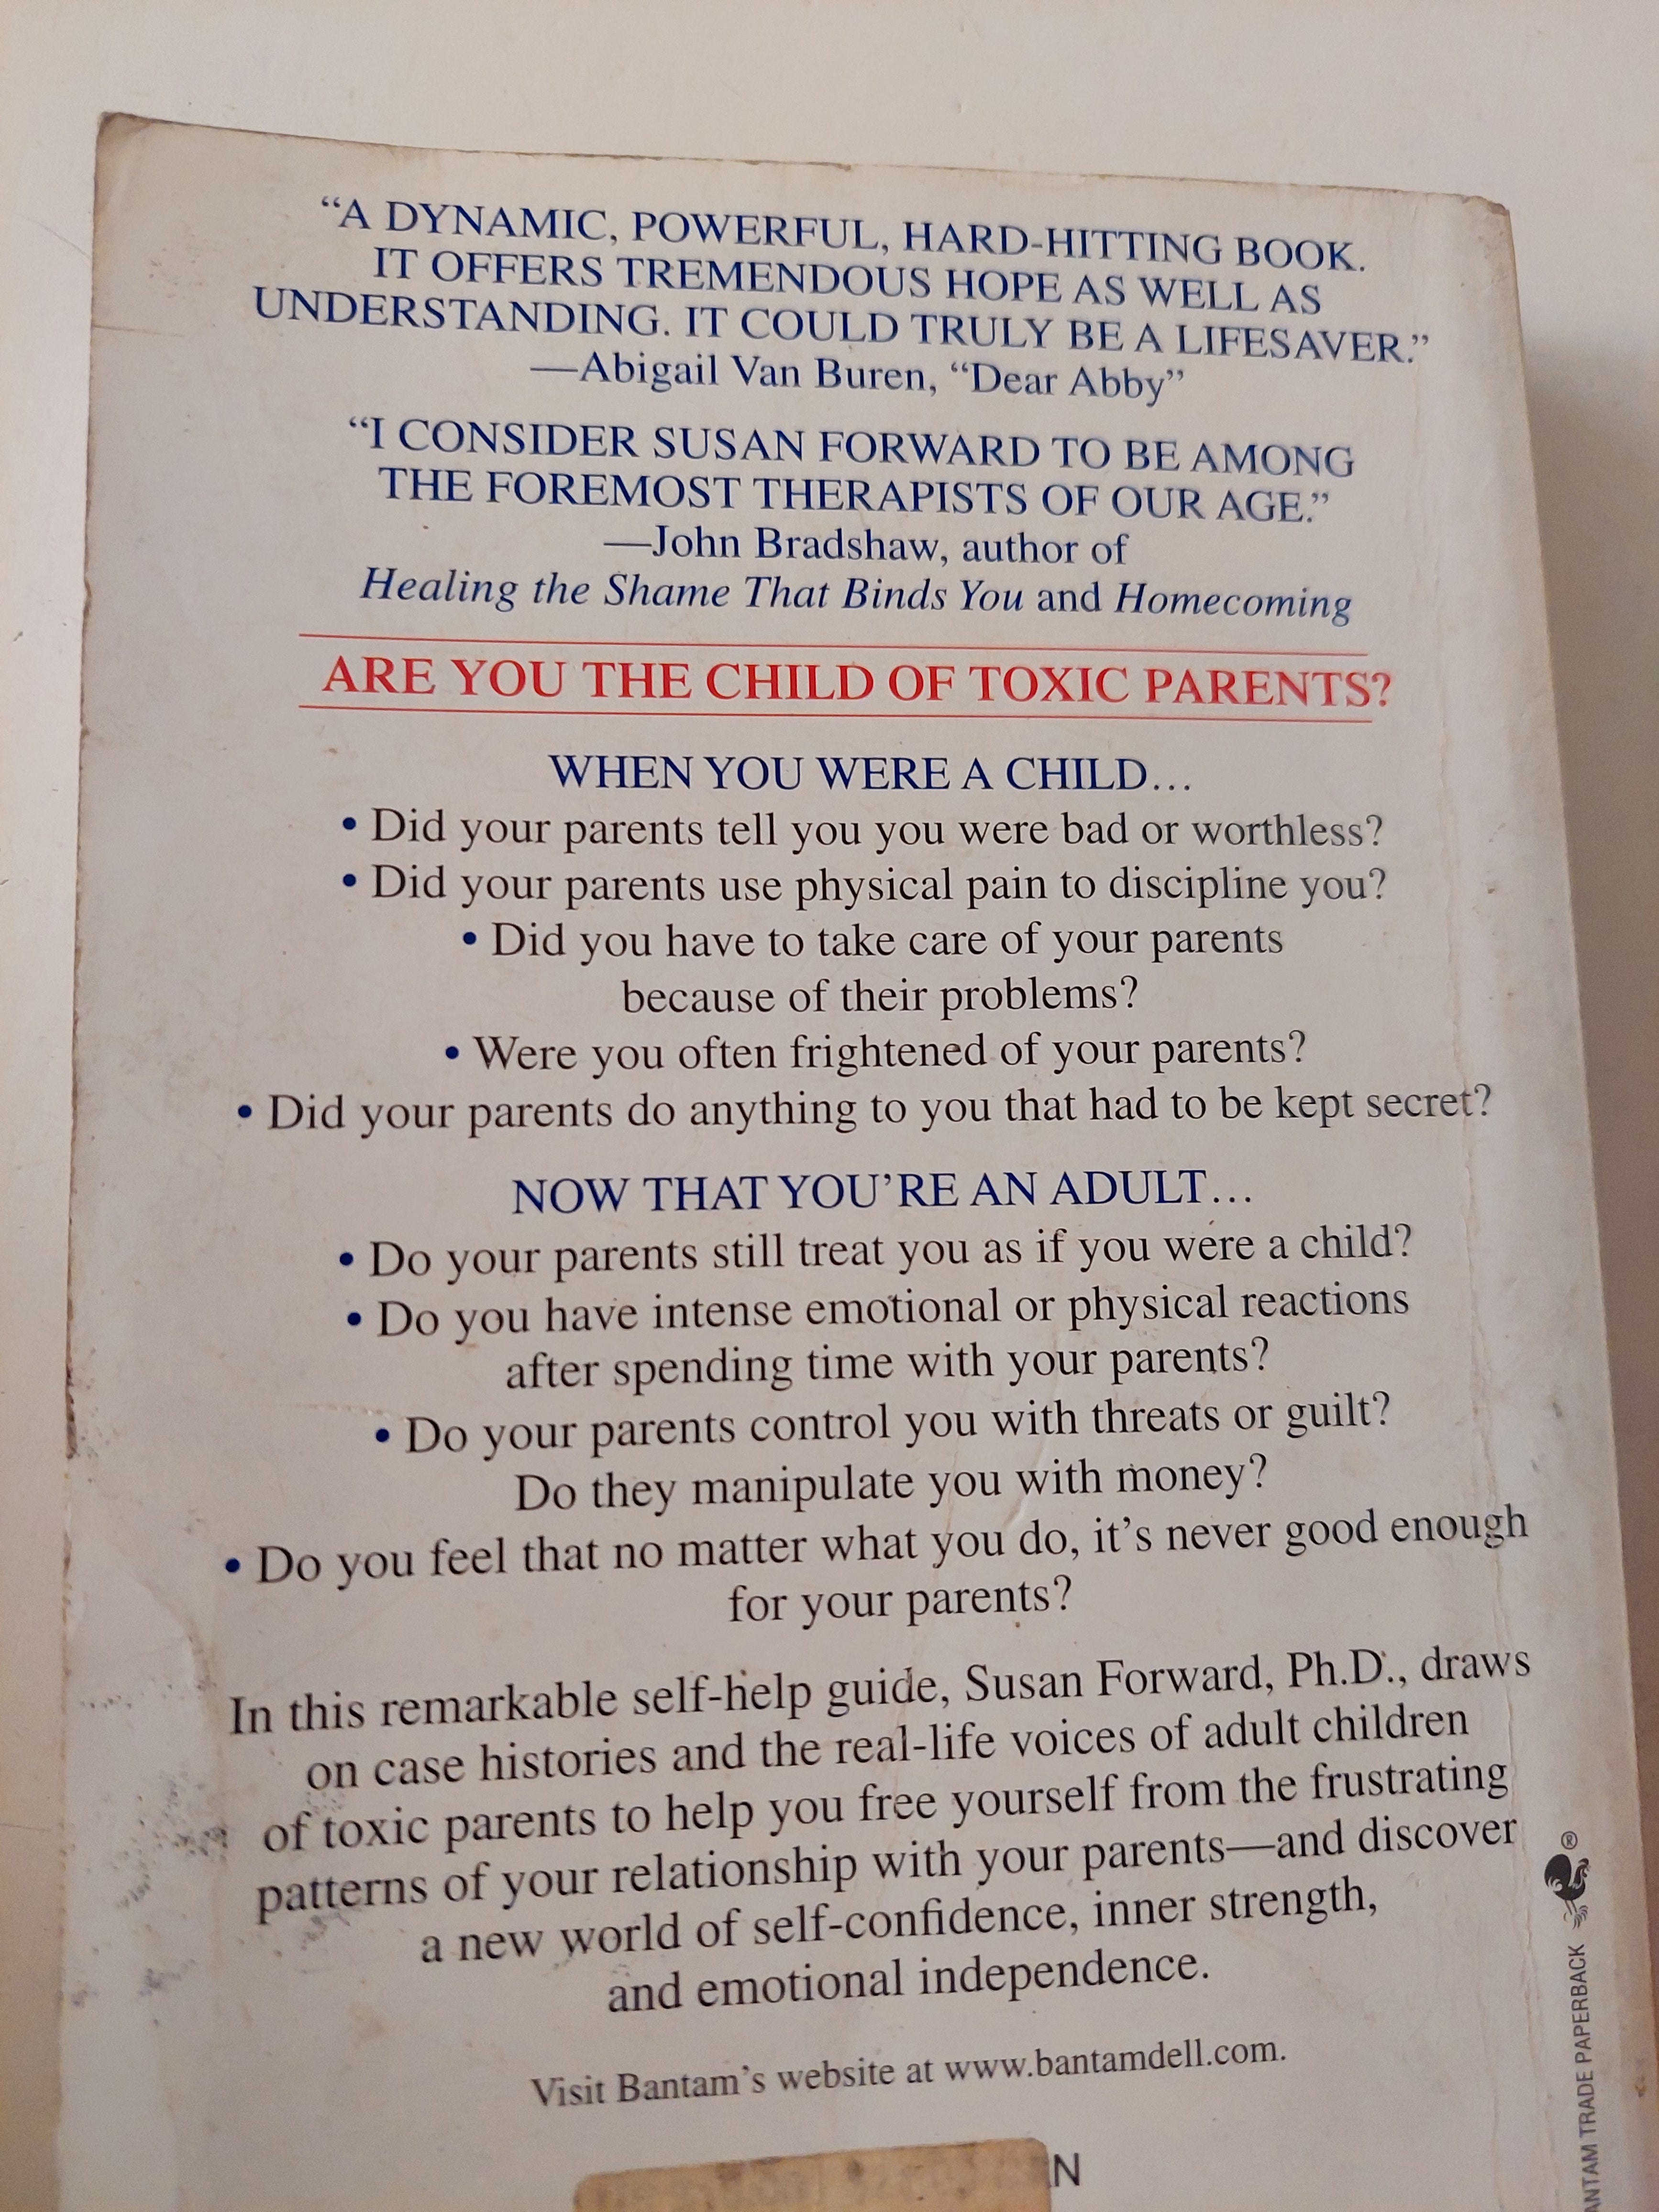 “A DYNAMIC, POWERFUL, HARD-HITTING BOOK.
IT OFFERS TREMENDOUS HOPE AS WELL AS
UNDERSTANDING. IT COULD TRULY BE A LIFESAVER.”
—Abigail Van Buren, “Dear Abby”
“I CONSIDER SUSAN FORWARD TO BE AMONG
THE FOREMOST THERAPISTS OF OUR AGE.”
—John Bradshaw, author of
Healing the Shame That Binds You and Homecoming
ARE YOU THE CHILD OF TOXIC PARENTS?
WHEN YOU WERE A CHILD…
• Did your parents tell you you were bad or worthless?
• Did your parents use physical pain to discipline you?
• Did you have to take care of your parents
because of their problems?
• Were you often frightened of your parents?
• Did your parents do anything to you that had to be kept secret?
NOW THAT YOU’RE AN ADULT…
• Do your parents still treat you as if you were a child?
• Do you have intense emotional or physical reactions
after spending time with your parents?
• Do your parents control you with threats or guilt?
Do they manipulate you with money?
• Do you feel that no matter what you do, it’s never good enough
for your parents?
In this remarkable self-help guide, Susan Forward, Ph.D., draws
on case histories and the real-life voices of adult children
of toxic parents to help you free yourself from the frustrating
patterns of your relationship with your parents—and discover
a new world of self-confidence, inner strength,
and emotional independence.
Visit Bantam’s website at www.bantamdell.com.
®
ANTAM TRADE PAPERBACK